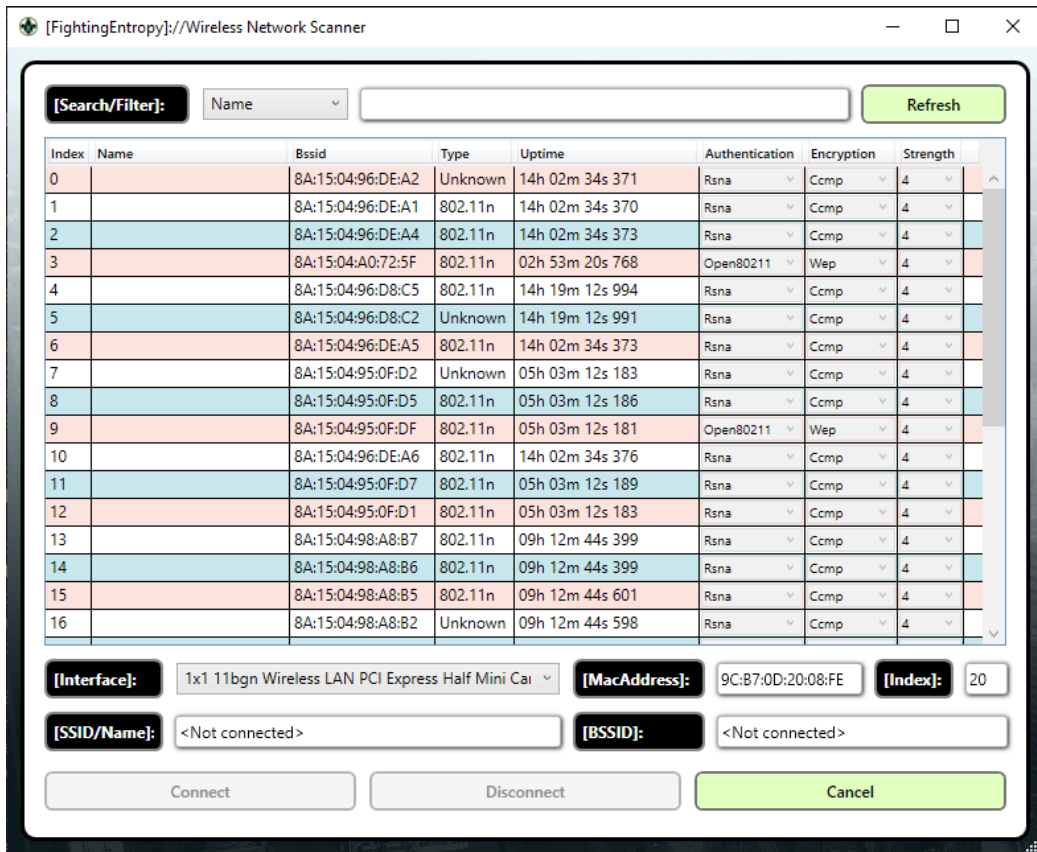 [FightingEntropy]://Wireless Network Scanner
[Search/Filter]: Name Refresh
Index Name Bssid Type Uptime Authentication Encryption Strength
0 8A:15:04:96:DE:A2 Unknown 14h 02m 34s 371 Rsna Ccmp 4
1 8A:15:04:96:DE:A1 802.11n 14h 02m 34s 370 Rsna Ccmp 4
2 8A:15:04:96:DE:A4 802.11n 14h 02m 34s 373 Rsna Ccmp 4
3 8A:15:04:A0:72:5F 802.11n 02h 53m 20s 768 Open80211 Wep 4
4 8A:15:04:96:D8:C5 802.11n 14h 19m 12s 994 Rsna Ccmp 4
5 8A:15:04:96:D8:C2 Unknown 14h 19m 12s 991 Rsna Ccmp 4
6 8A:15:04:96:DE:A5 802.11n 14h 02m 34s 373 Rsna Ccmp 4
7 8A:15:04:95:0F:D2 Unknown 05h 03m 12s 183 Rsna Ccmp 4
8 8A:15:04:95:0F:D5 802.11n 05h 03m 12s 186 Rsna Ccmp 4
9 8A:15:04:95:0F:DF 802.11n 05h 03m 12s 181 Open80211 Wep 4
10 8A:15:04:96:DE:A6 802.11n 14h 02m 34s 376 Rsna Ccmp 4
11 8A:15:04:95:0F:D7 802.11n 05h 03m 12s 189 Rsna Ccmp 4
12 8A:15:04:95:0F:D1 802.11n 05h 03m 12s 183 Rsna Ccmp 4
13 8A:15:04:98:A8:B7 802.11n 09h 12m 44s 399 Rsna Ccmp 4
14 8A:15:04:98:A8:B6 802.11n 09h 12m 44s 399 Rsna Ccmp 4
15 8A:15:04:98:A8:B5 802.11n 09h 12m 44s 601 Rsna Ccmp 4
16 8A:15:04:98:A8:B2 Unknown 09h 12m 44s 598 Rsna Ccmp 4
[Interface]: 1x1 11bgn Wireless LAN PCI Express Half Mini Car [MacAddress]: 9C:B7:0D:20:08:FE [Index]: 20
[SSID/Name]: <Not connected> [BSSID]: <Not connected>
Connect Disconnect Cancel